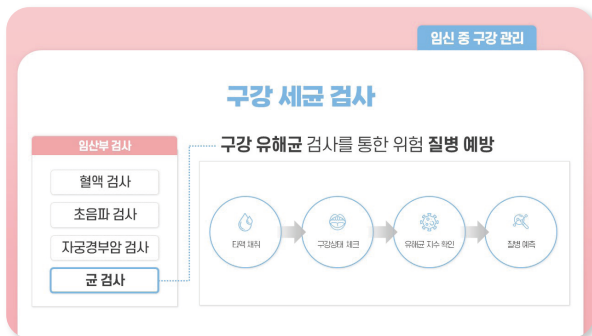 임신 중 구강 관리
구강 세균 검사
임산부 검사
혈액 검사
초음파 검사
자궁경부암 검사
균 검사
구강 유해균 검사를 통한 위험 질병 예방
타액 채취
구강상태 체크
유해균 지수 확인
질병 예측